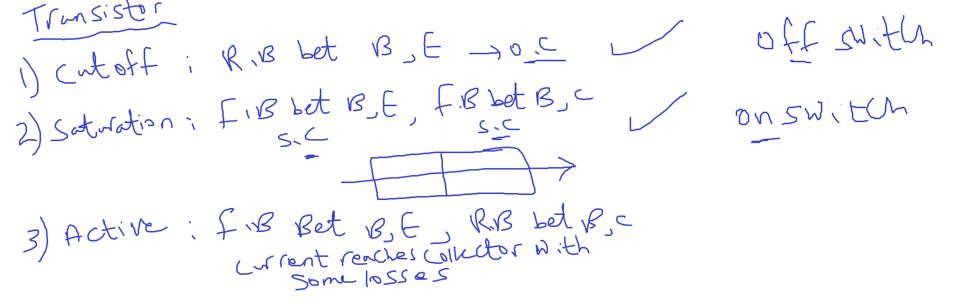 Transistor
1) Cutoff : R.B bet B,E → o.C off switch
2) Saturation : F.B bet B,E, F.B bet B,C on switch
S.C S.C
3) Active : F.B Bet B,E, R.B bet B,C
current reaches collector with
some losses